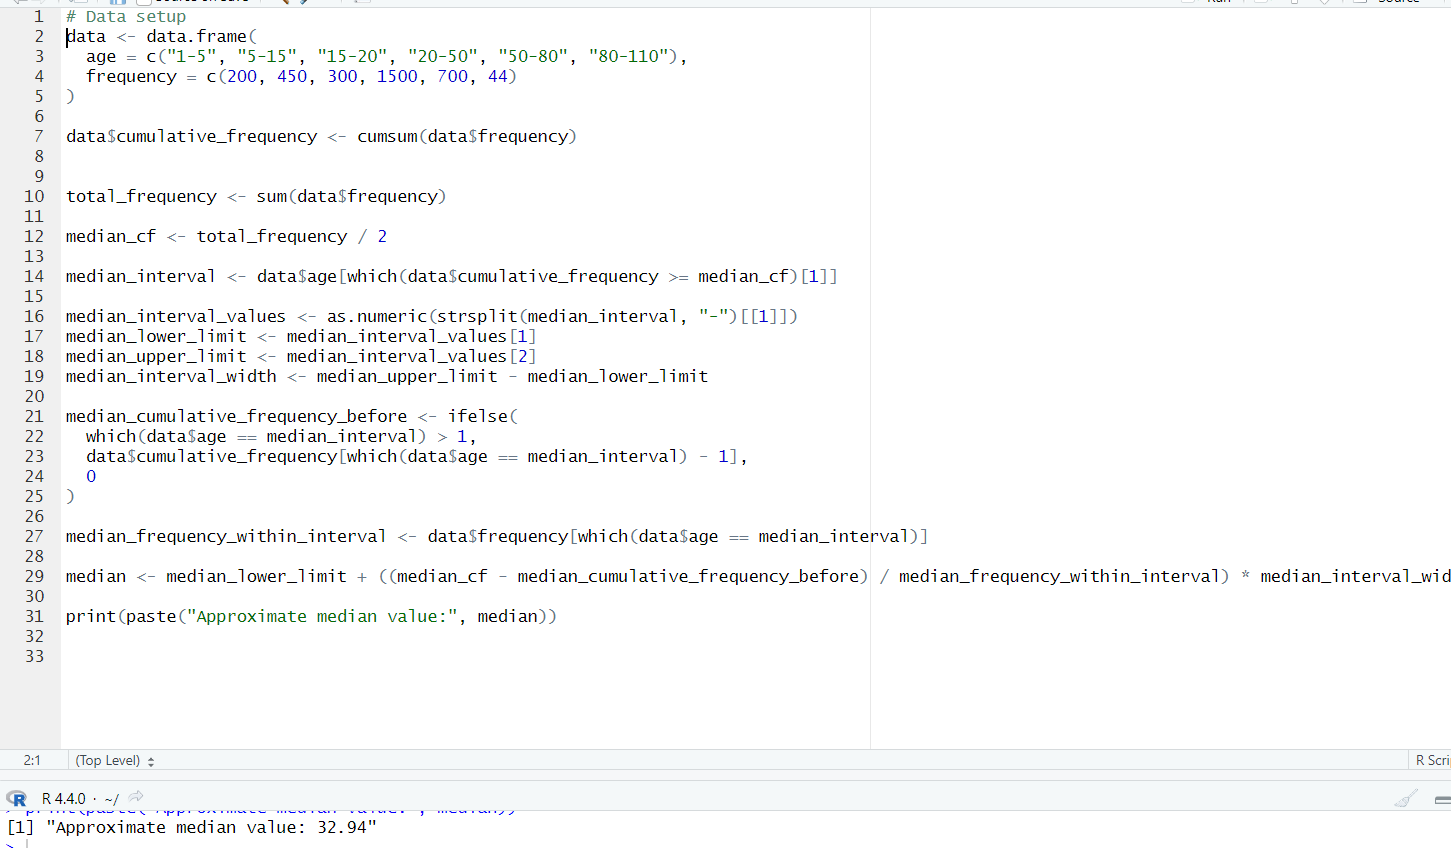 1 # Data setup
2 data <- data.frame(
3 age = c("1-5", "5-15", "15-20", "20-50", "50-80", "80-110"),
4 frequency = c(200, 450, 300, 1500, 700, 44)
5 )
6
7 data$cumulative_frequency <- cumsum(data$frequency)
8
9
10 total_frequency <- sum(data$frequency)
11
12 median_cf <- total_frequency / 2
13
14 median_interval <- data$age[which(data$cumulative_frequency >= median_cf)[1]]
15
16 median_interval_values <- as.numeric(strsplit(median_interval, "-")[[1]])
17 median_lower_limit <- median_interval_values[1]
18 median_upper_limit <- median_interval_values[2]
19 median_interval_width <- median_upper_limit - median_lower_limit
20
21 median_cumulative_frequency_before <- ifelse(
22 which(data$age == median_interval) > 1,
23 data$cumulative_frequency[which(data$age == median_interval) - 1],
24 0
25 )
26
27 median_frequency_within_interval <- data$frequency[which(data$age == median_interval)]
28
29 median <- median_lower_limit + ((median_cf - median_cumulative_frequency_before) / median_frequency_within_interval) * median_interval_wid
30
31 print(paste("Approximate median value:", median))
32
33
2:1 (Top Level) R Scri
R 4.4.0 · ~/
> print(paste("Approximate median value:", median))
[1] "Approximate median value: 32.94"
>